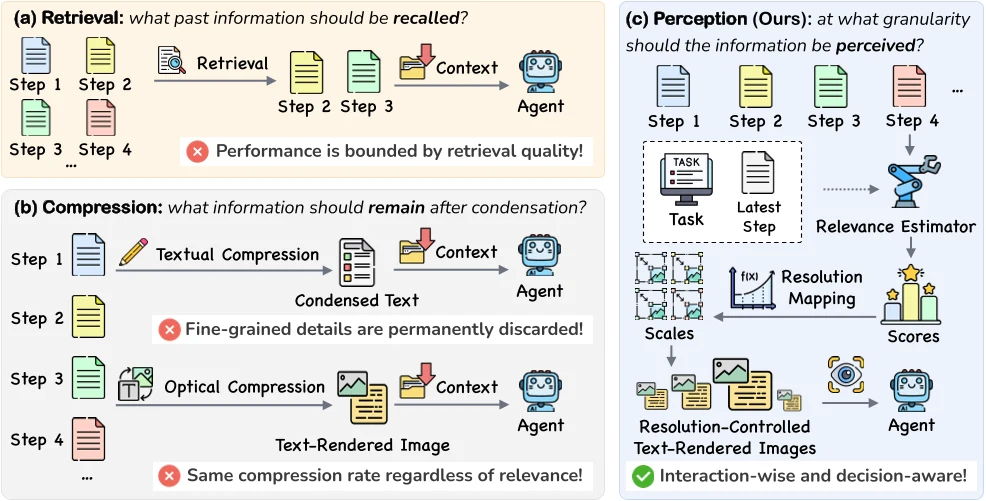 (a) Retrieval: what past information should be recalled?
Step 1
Step 2
Step 3
Step 4
...
Retrieval
Step 2
Step 3
Context
AI
Agent
Performance is bounded by retrieval quality!
(b) Compression: what information should remain after condensation?
Step 1
Step 2
Step 3
Step 4
...
Textual Compression
Condensed Text
Context
AI
Agent
Fine-grained details are permanently discarded!
T
Optical Compression
Text-Rendered Image
Context
AI
Agent
Same compression rate regardless of relevance!
(c) Perception (Ours): at what granularity
should the information be perceived?
Step 1
Step 2
Step 3
Step 4
...
TASK
Task
Latest
Step
Relevance Estimator
Scores
f(x)
Resolution
Mapping
Scales
Resolution-Controlled
Text-Rendered Images
AI
Agent
Interaction-wise and decision-aware!